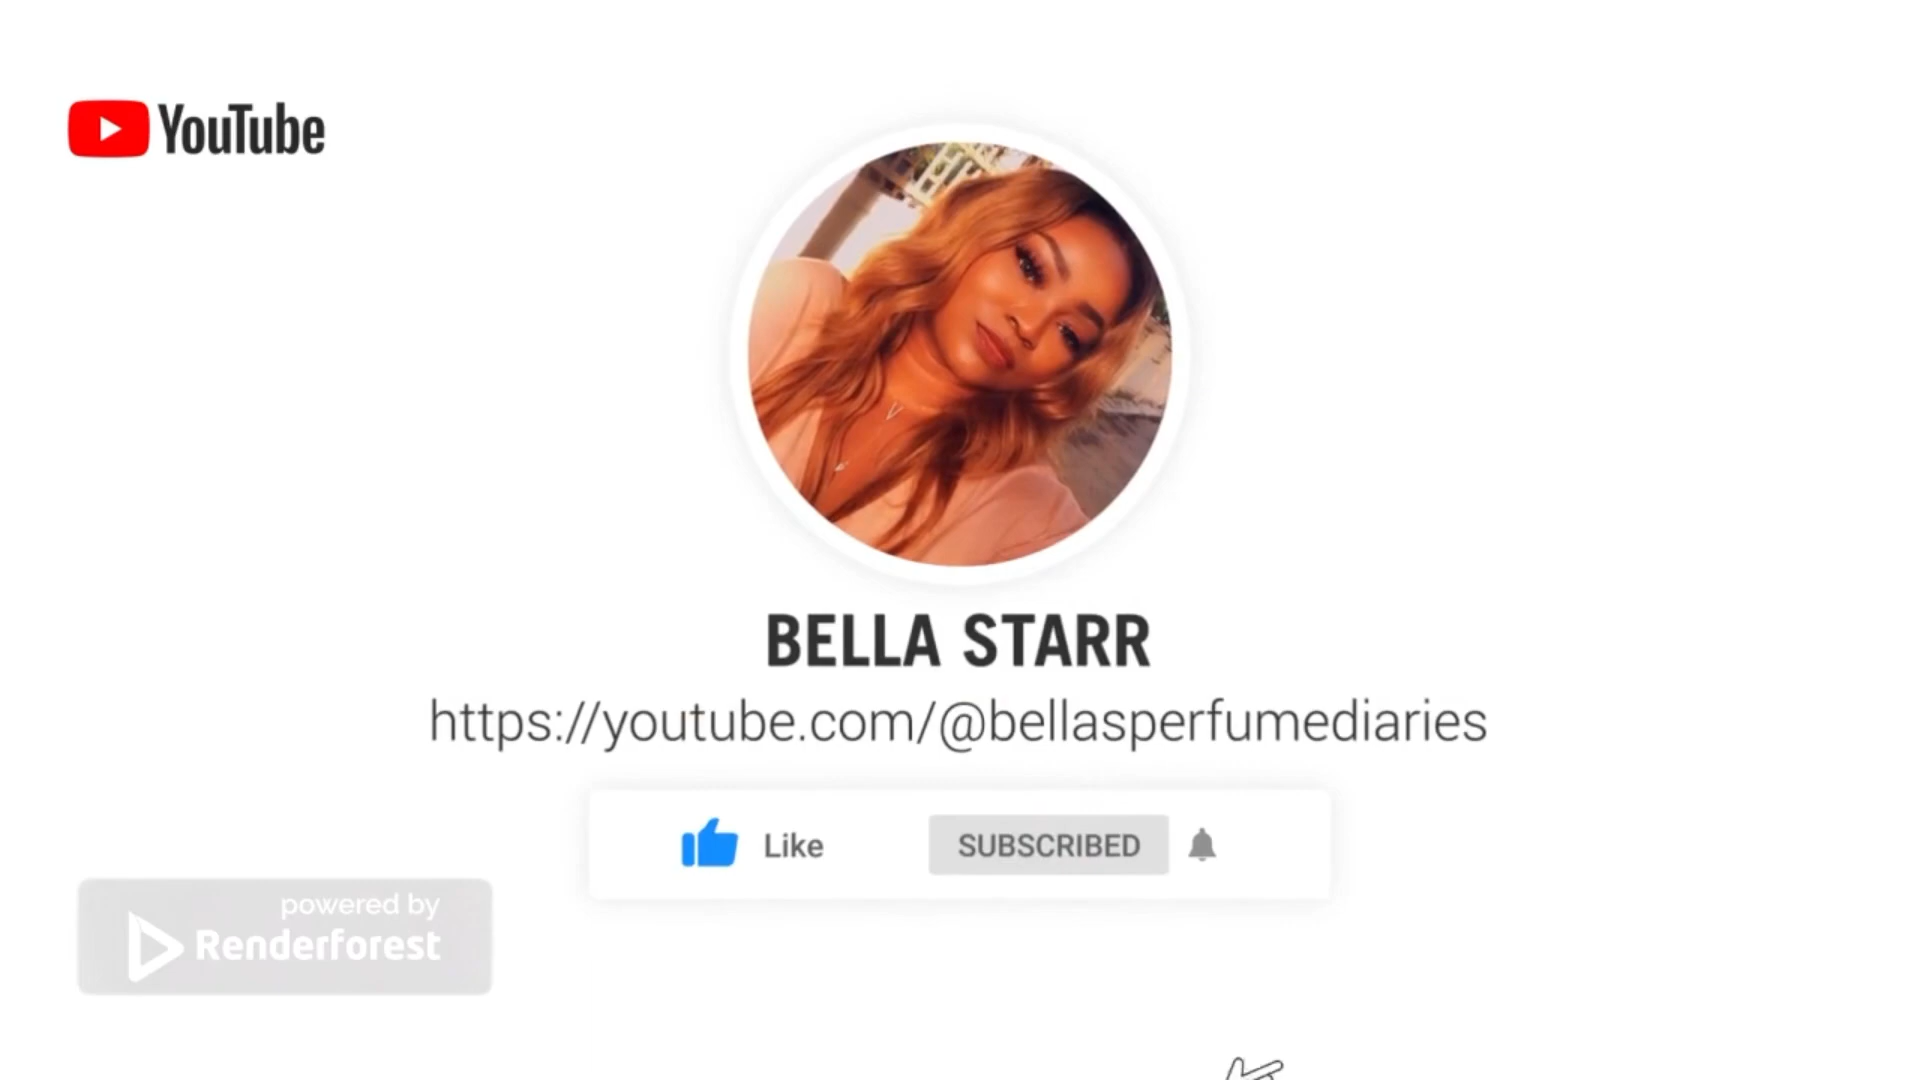 YouTube
BELLA STARR
https://youtube.com/@bellasperfumediaries
Like
SUBSCRIBED
powered by
Renderforest